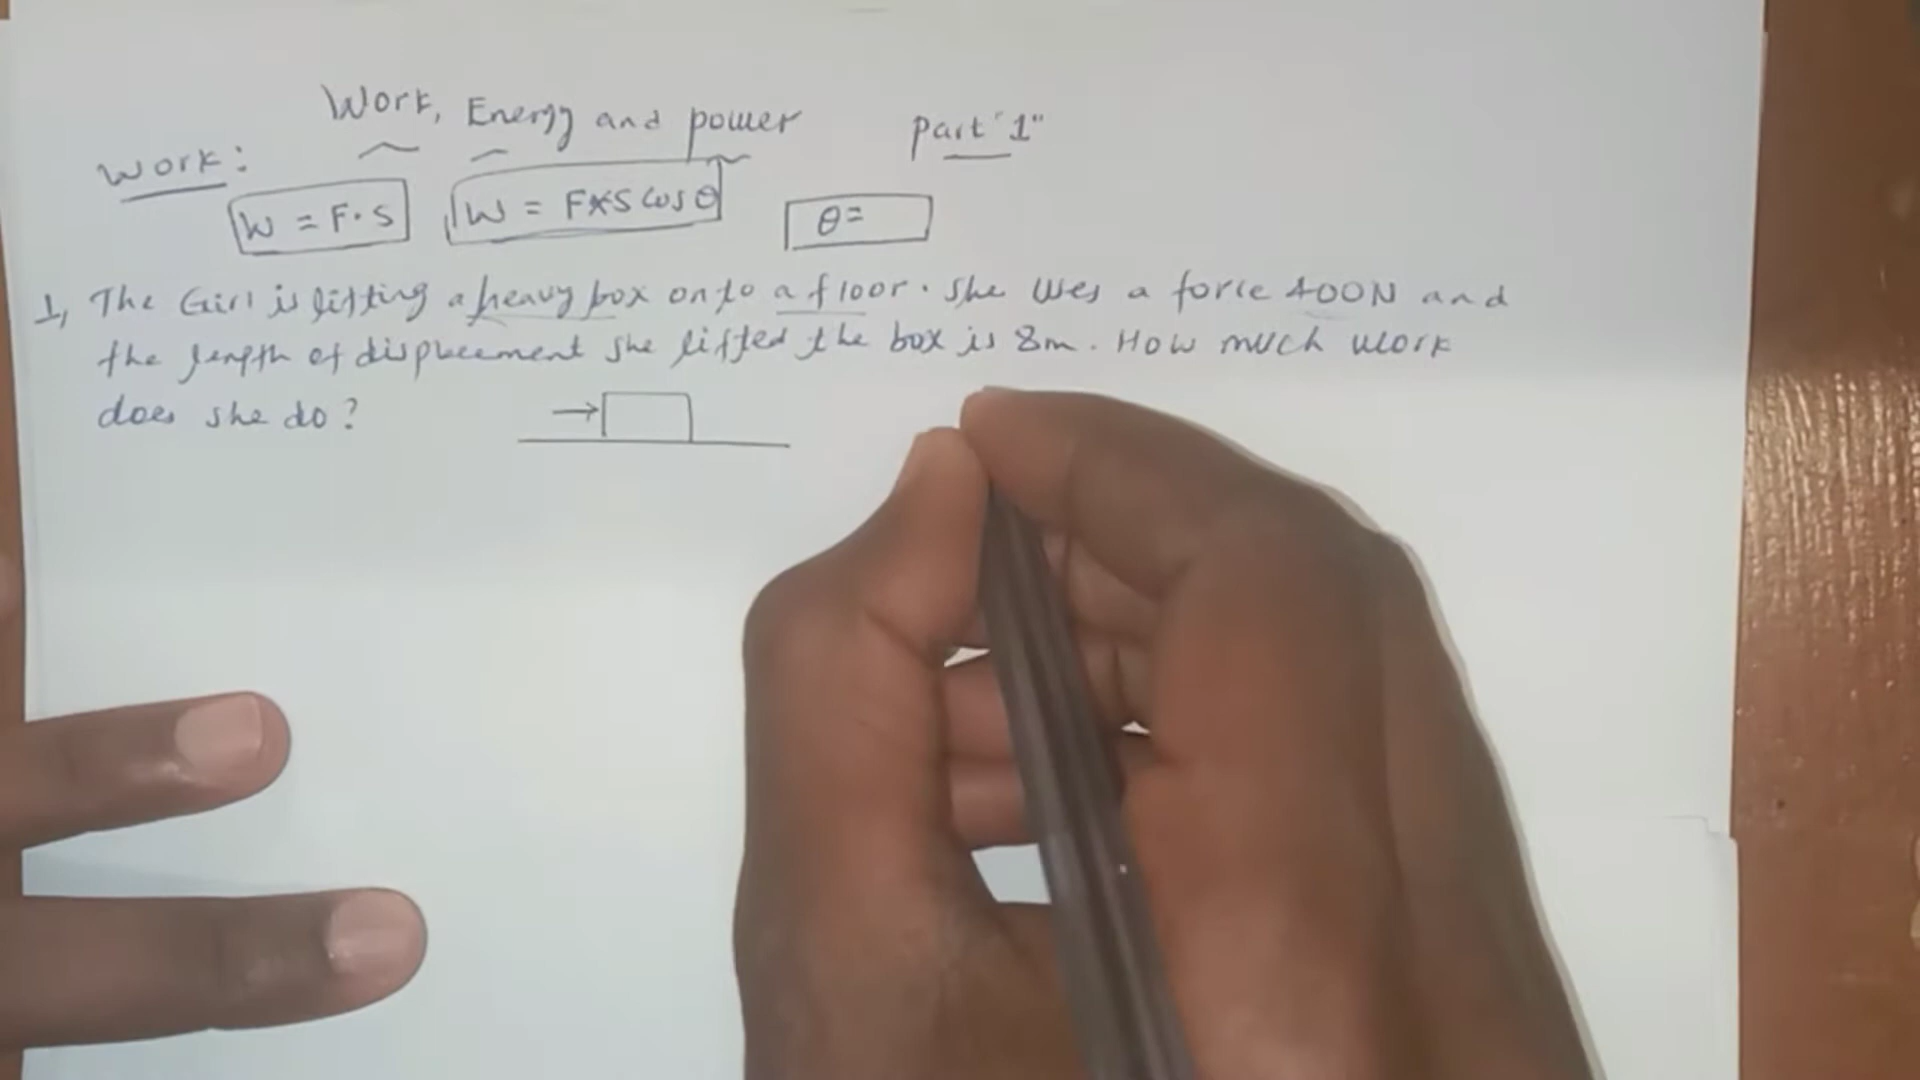 Work, Energy and power Part "1"
Work:
W = F·S W = F×S cos θ θ=
1, The Girl is lifting a heavy box onto a floor. She uses a force 400N and
the length of displacement she lifted the box is 8m. How much work
does she do?